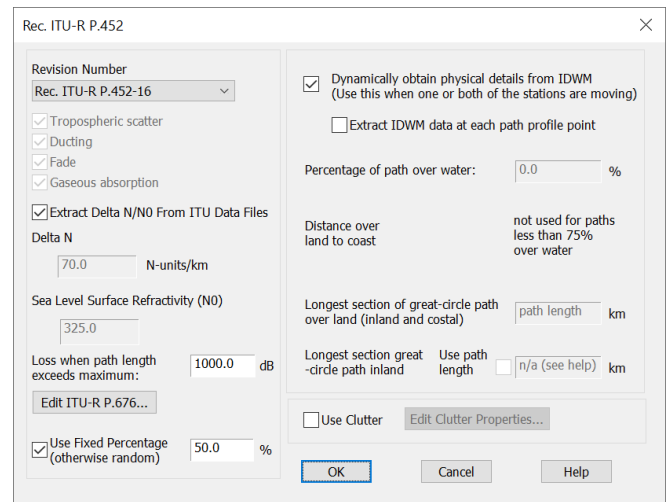 Rec. ITU-R P.452
Revision Number
Rec. ITU-R P.452-16
Tropospheric scatter
Ducting
Fade
Gaseous absorption
Extract Delta N/N0 From ITU Data Files
Delta N
70.0 N-units/km
Sea Level Surface Refractivity (N0)
325.0
Loss when path length
exceeds maximum:
1000.0 dB
Edit ITU-R P.676...
Use Fixed Percentage
(otherwise random)
50.0 %
Dynamically obtain physical details from IDWM
(Use this when one or both of the stations are moving)
Extract IDWM data at each path profile point
Percentage of path over water: 0.0 %
Distance over
land to coast
not used for paths
less than 75%
over water
Longest section of great-circle path
over land (inland and costal)
path length km
Longest section great
-circle path inland
Use path
length
n/a (see help) km
Use Clutter Edit Clutter Properties...
OK Cancel Help